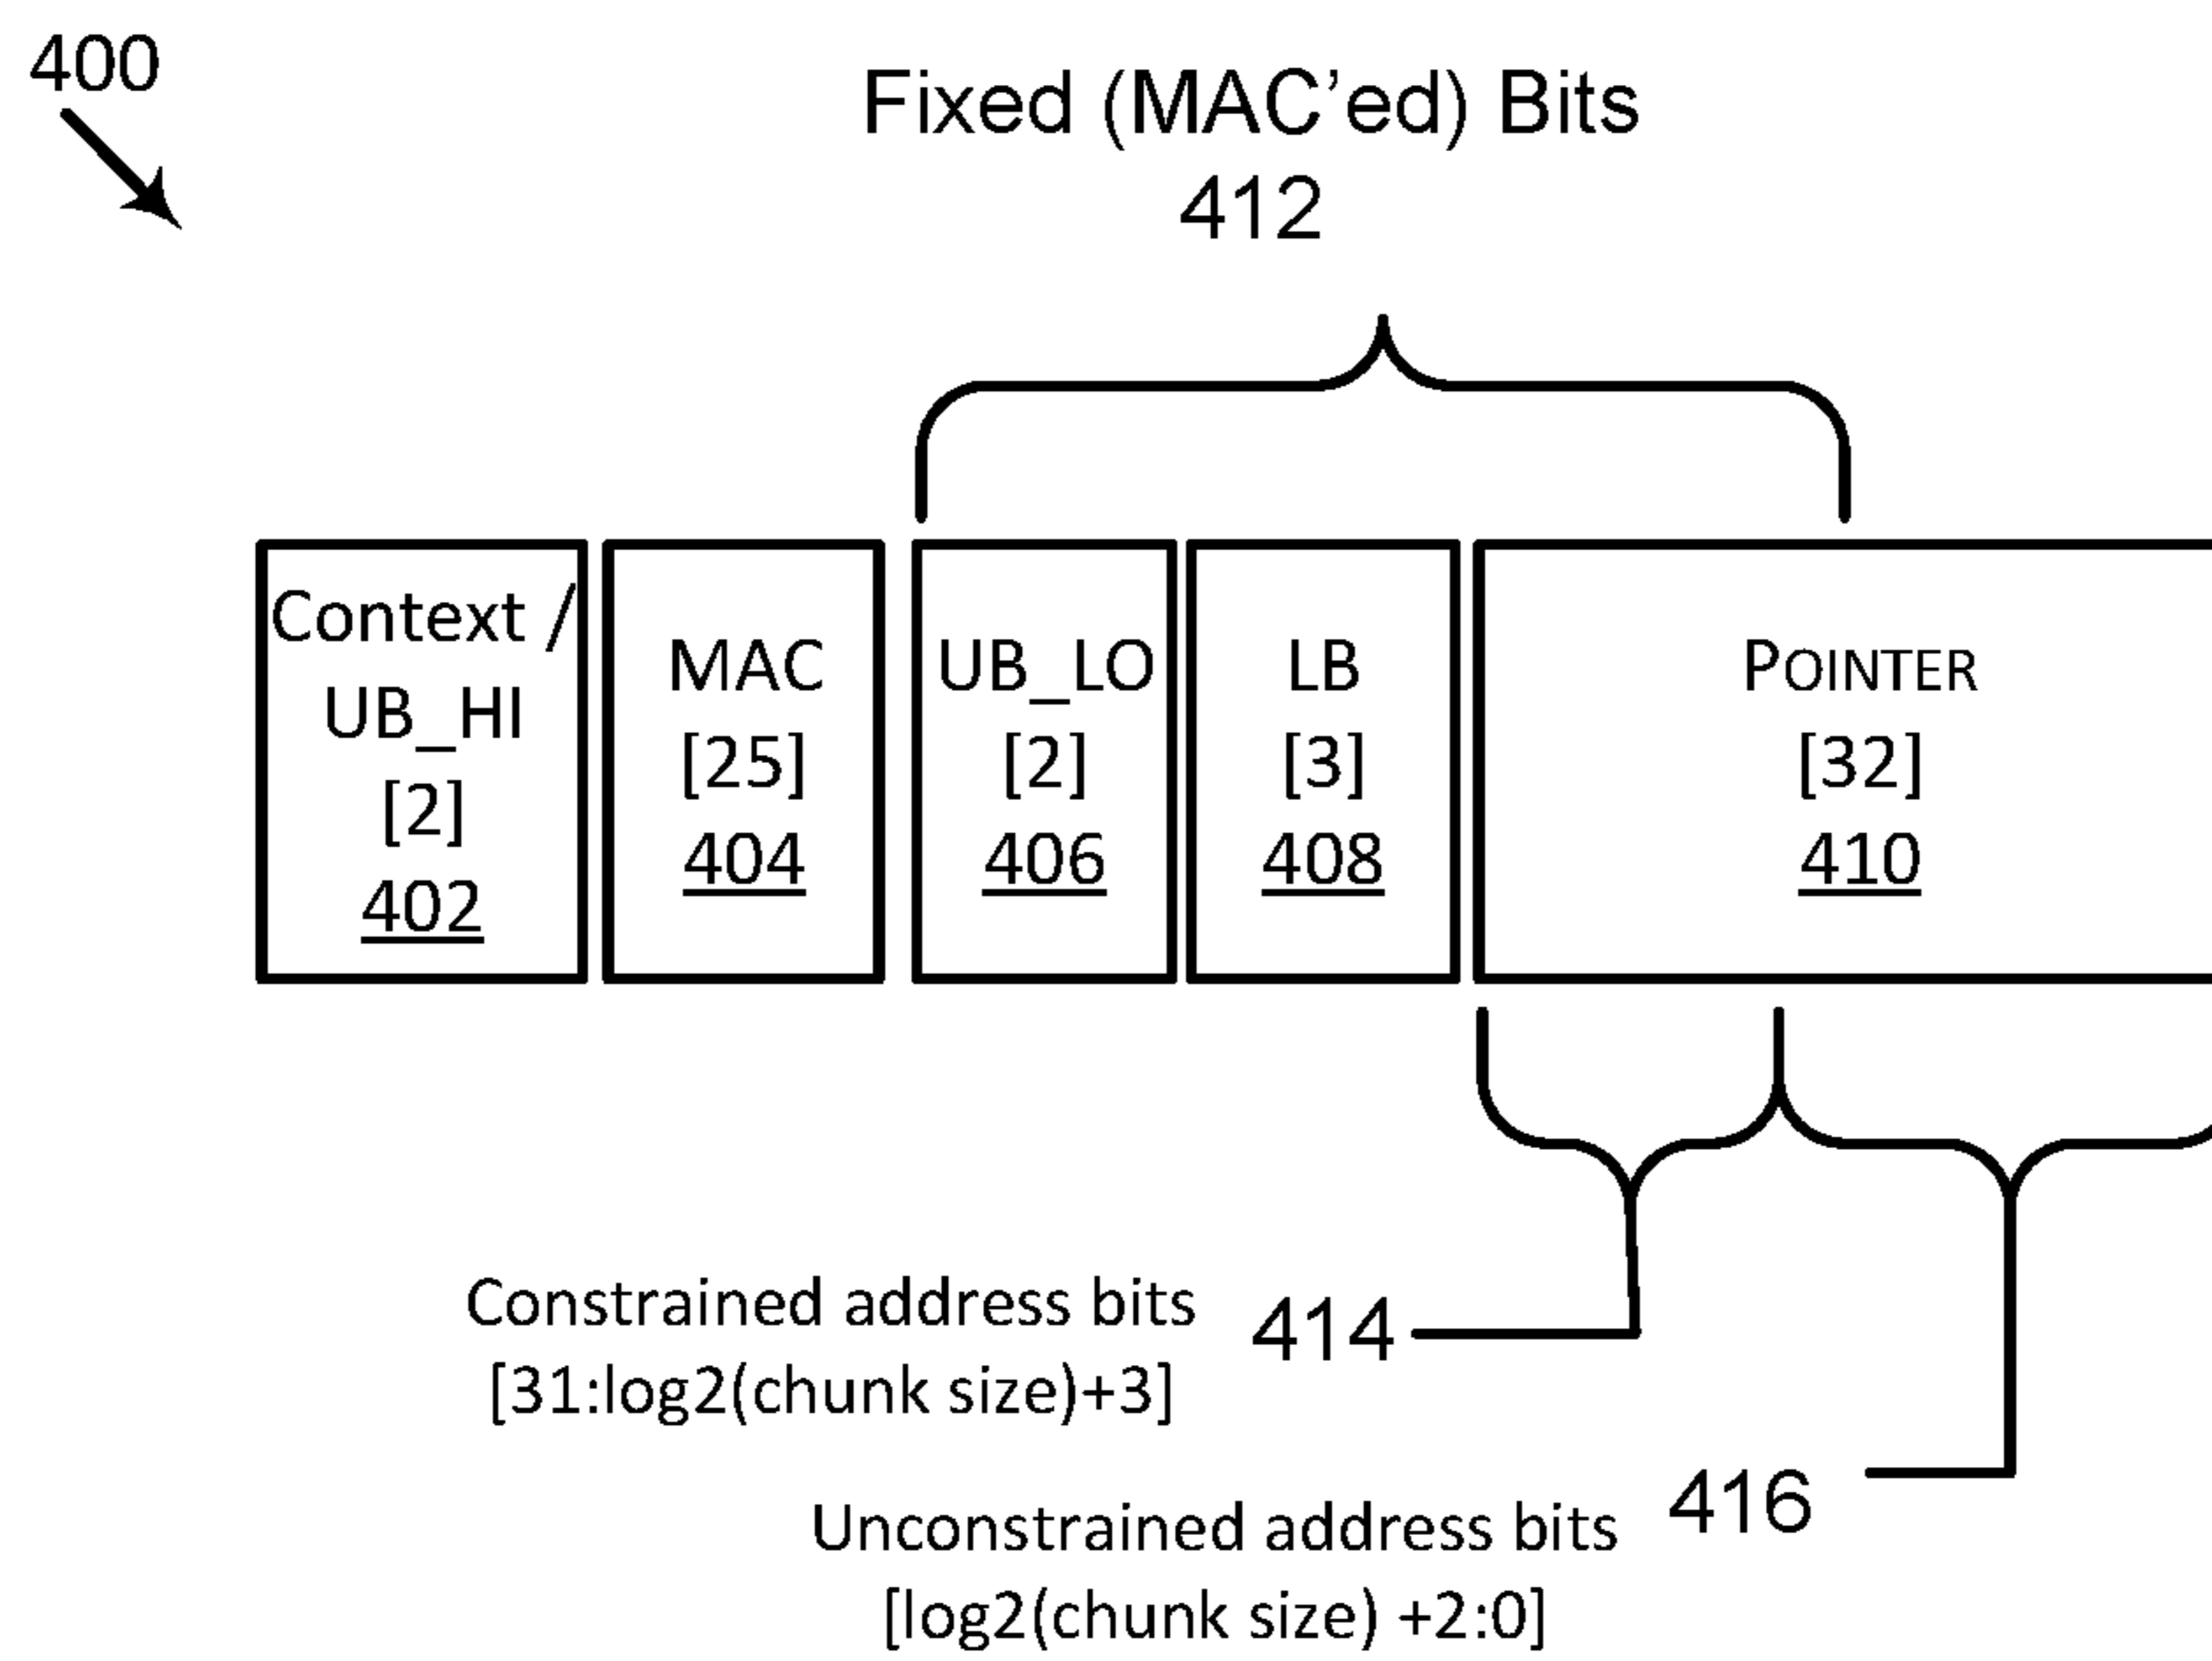 400
Fixed (MAC’ed) Bits
412
Context /
UB_HI
[2]
402
MAC
[25]
404
UB_LO
[2]
406
LB
[3]
408
POINTER
[32]
410
Constrained address bits
[31:log2(chunk size)+3]
414
Unconstrained address bits
[log2(chunk size) +2:0]
416